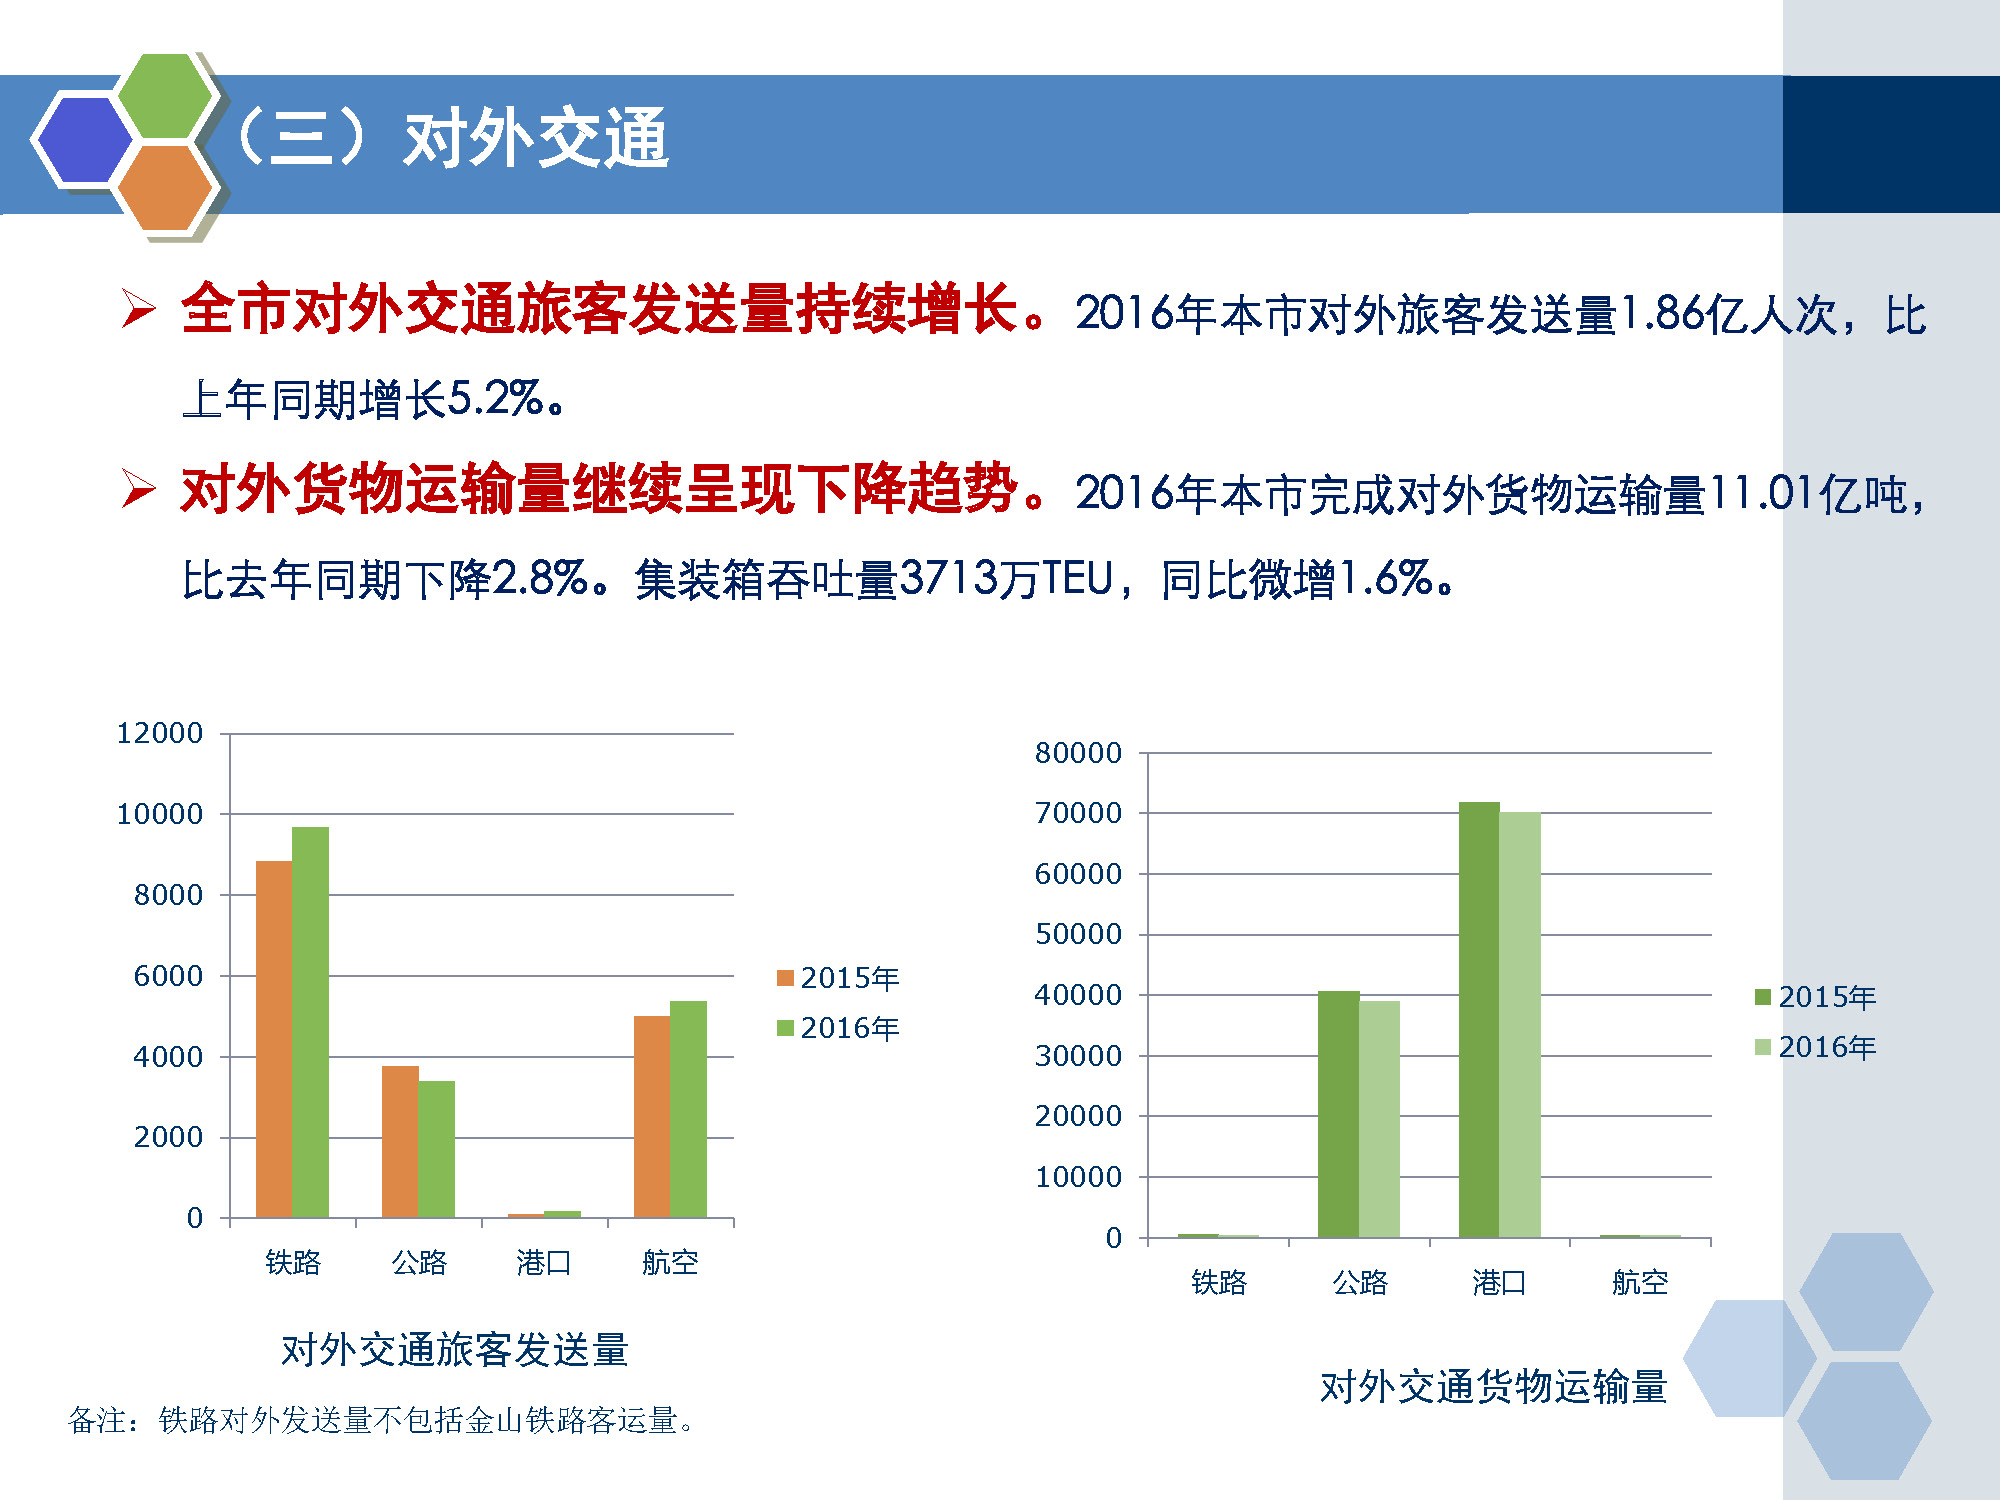 （三）对外交通
全市对外交通旅客发送量持续增长。2016年本市对外旅客发送量1.86亿人次，比
上年同期增长5.2%。
对外货物运输量继续呈现下降趋势。2016年本市完成对外货物运输量11.01亿吨，
比去年同期下降2.8%。集装箱吞吐量3713万TEU，同比微增1.6%。
12000
10000
8000
6000
4000
2000
0
铁路 公路 港口 航空
2015年
2016年
对外交通旅客发送量
备注：铁路对外发送量不包括金山铁路客运量。
80000
70000
60000
50000
40000
30000
20000
10000
0
铁路 公路 港口 航空
2015年
2016年
对外交通货物运输量